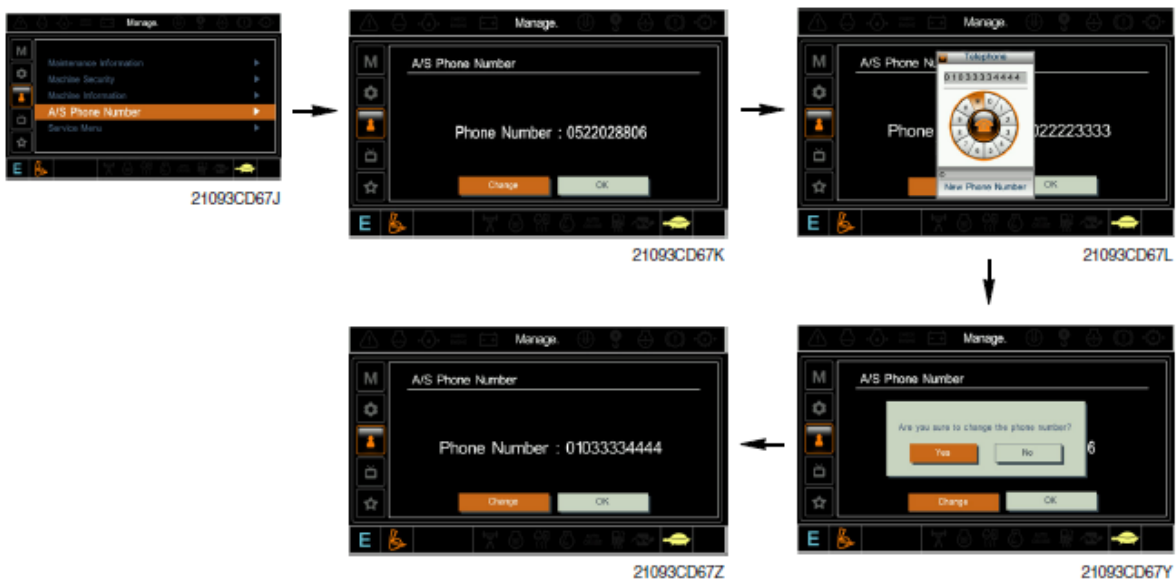 Manage.
M
Maintenance Information
Machine Security
Machine Information
A/S Phone Number
Service Menu
E
21093CD67J
Manage.
M
A/S Phone Number
Phone Number : 0522028806
Change
OK
E
21093CD67K
Manage.
M
A/S Phone Nu
Telephone
01033334444
Phone
022223333
New Phone Number
OK
E
21093CD67L
Manage.
M
A/S Phone Number
Phone Number : 01033334444
Change
OK
E
21093CD67Z
Manage.
M
A/S Phone Number
Are you sure to change the phone number?
6
Yes
No
Change
OK
E
21093CD67Y